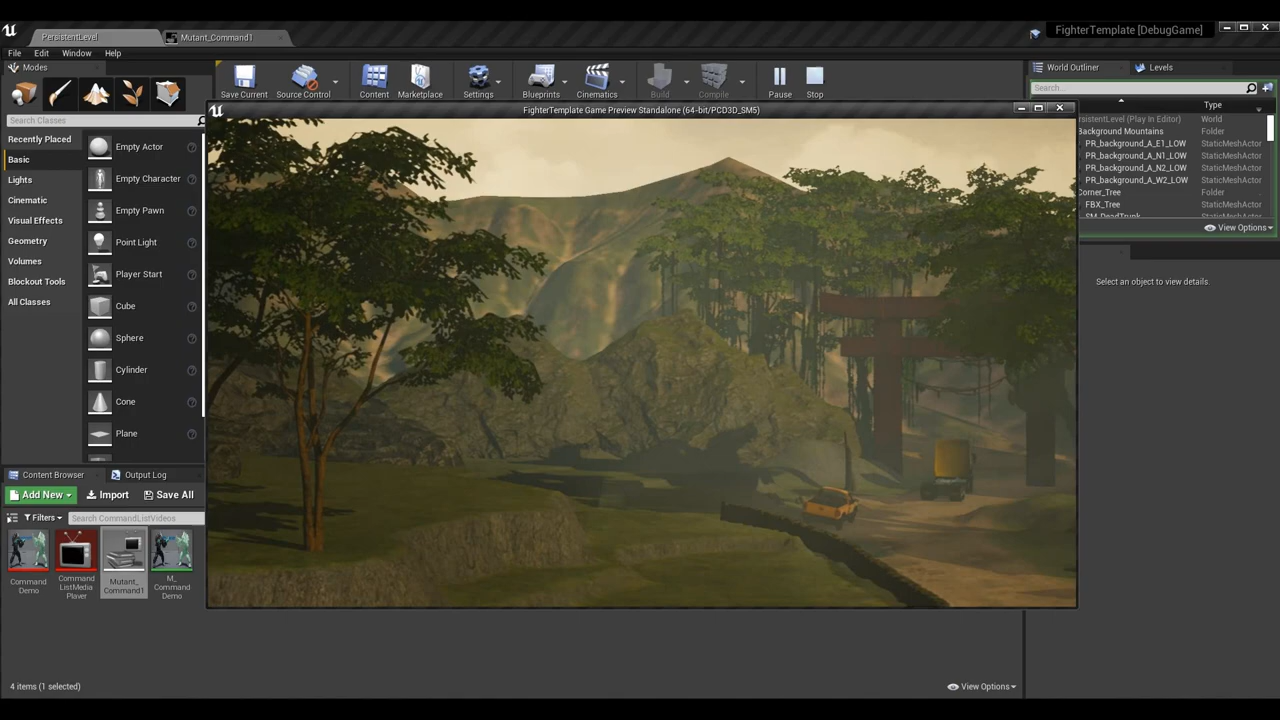 PersistentLevel
Mutant_Command1
FighterTemplate [DebugGame]
File Edit Window Help
Modes
Search Classes
Recently Placed
Basic
Lights
Cinematic
Visual Effects
Geometry
Volumes
Blockout Tools
All Classes
Empty Actor
Empty Character
Empty Pawn
Point Light
Player Start
Cube
Sphere
Cylinder
Cone
Plane
Save Current
Source Control
Content
Marketplace
Settings
Blueprints
Cinematics
Build
Compile
Pause
Stop
FighterTemplate Game Preview Standalone (64-bit/PCD3D_SM5)
World Outliner
Levels
Search...
Type
rsistentLevel (Play In Editor) World
Background Mountains Folder
PR_background_A_E1_LOW StaticMeshActor
PR_background_A_N1_LOW StaticMeshActor
PR_background_A_N2_LOW StaticMeshActor
PR_background_A_W2_LOW StaticMeshActor
Corner_Tree Folder
FBX_Tree StaticMeshActor
SM_DeadTrunk StaticMeshActor
View Options
Select an object to view details.
Content Browser
Output Log
Add New
Import
Save All
Filters
Search CommandListVideos
Command
Demo
Command
ListMedia
Player
Mutant_
Command1
M_
Command
Demo
4 items (1 selected)
View Options